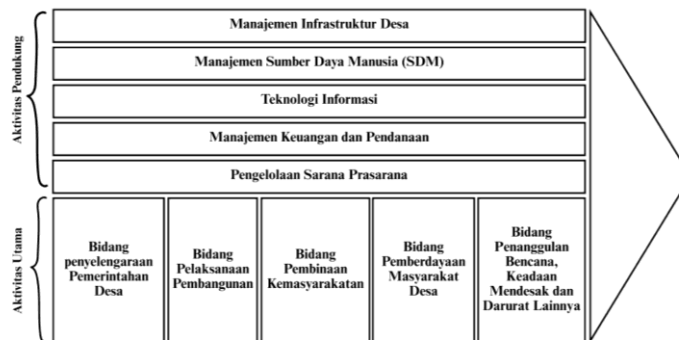 Aktivitas Pendukung
Manajemen Infrastruktur Desa
Manajemen Sumber Daya Manusia (SDM)
Teknologi Informasi
Manajemen Keuangan dan Pendanaan
Pengelolaan Sarana Prasarana
Aktivitas Utama
Bidang
penyelengaraan
Pemerintahan
Desa
Bidang
Pelaksanaan
Pembangunan
Bidang
Pembinaan
Kemasyarakatan
Bidang
Pemberdayaan
Masyarakat
Desa
Bidang
Penanggulan
Bencana,
Keadaan
Mendesak dan
Darurat Lainnya